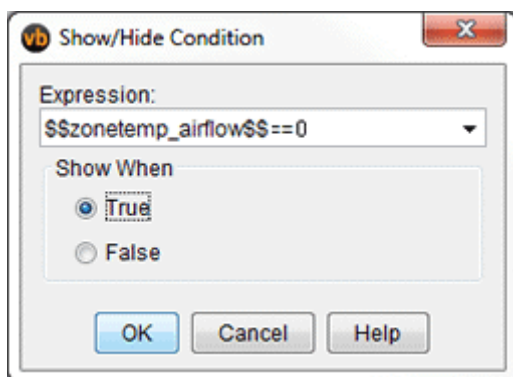 vb Show/Hide Condition
Expression:
$$zonetemp_airflow$$==0
Show When
True
False
OK Cancel Help